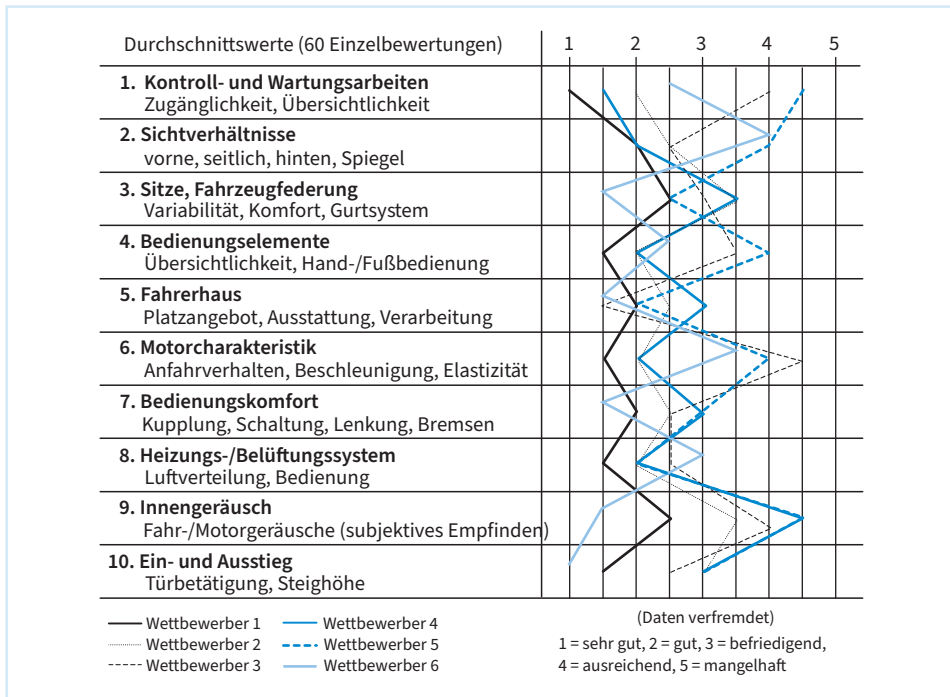 Durchschnittswerte (60 Einzelbewertungen) 1 2 3 4 5
1. Kontroll- und Wartungsarbeiten
Zugänglichkeit, Übersichtlichkeit
2. Sichtverhältnisse
vorne, seitlich, hinten, Spiegel
3. Sitze, Fahrzeugfederung
Variabilität, Komfort, Gurtsystem
4. Bedienungselemente
Übersichtlichkeit, Hand-/Fußbedienung
5. Fahrerhaus
Platzangebot, Ausstattung, Verarbeitung
6. Motorcharakteristik
Anfahrverhalten, Beschleunigung, Elastizität
7. Bedienungskomfort
Kupplung, Schaltung, Lenkung, Bremsen
8. Heizungs-/Belüftungssystem
Luftverteilung, Bedienung
9. Innengeräusch
Fahr-/Motorgeräusche (subjektives Empfinden)
10. Ein- und Ausstieg
Türbetätigung, Steighöhe
Wettbewerber 1
Wettbewerber 2
Wettbewerber 3
Wettbewerber 4
Wettbewerber 5
Wettbewerber 6
(Daten verfremdet)
1 = sehr gut, 2 = gut, 3 = befriedigend,
4 = ausreichend, 5 = mangelhaft